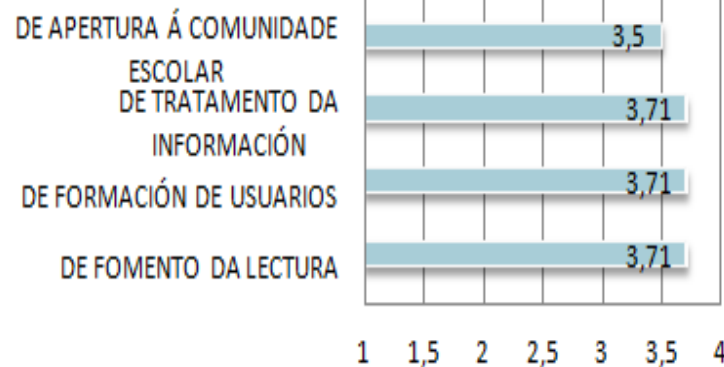 DE APERTURA Á COMUNIDADE
ESCOLAR
3,5
DE TRATAMENTO DA
INFORMACIÓN
3,71
DE FORMACIÓN DE USUARIOS
3,71
DE FOMENTO DA LECTURA
3,71
1 1,5 2 2,5 3 3,5 4